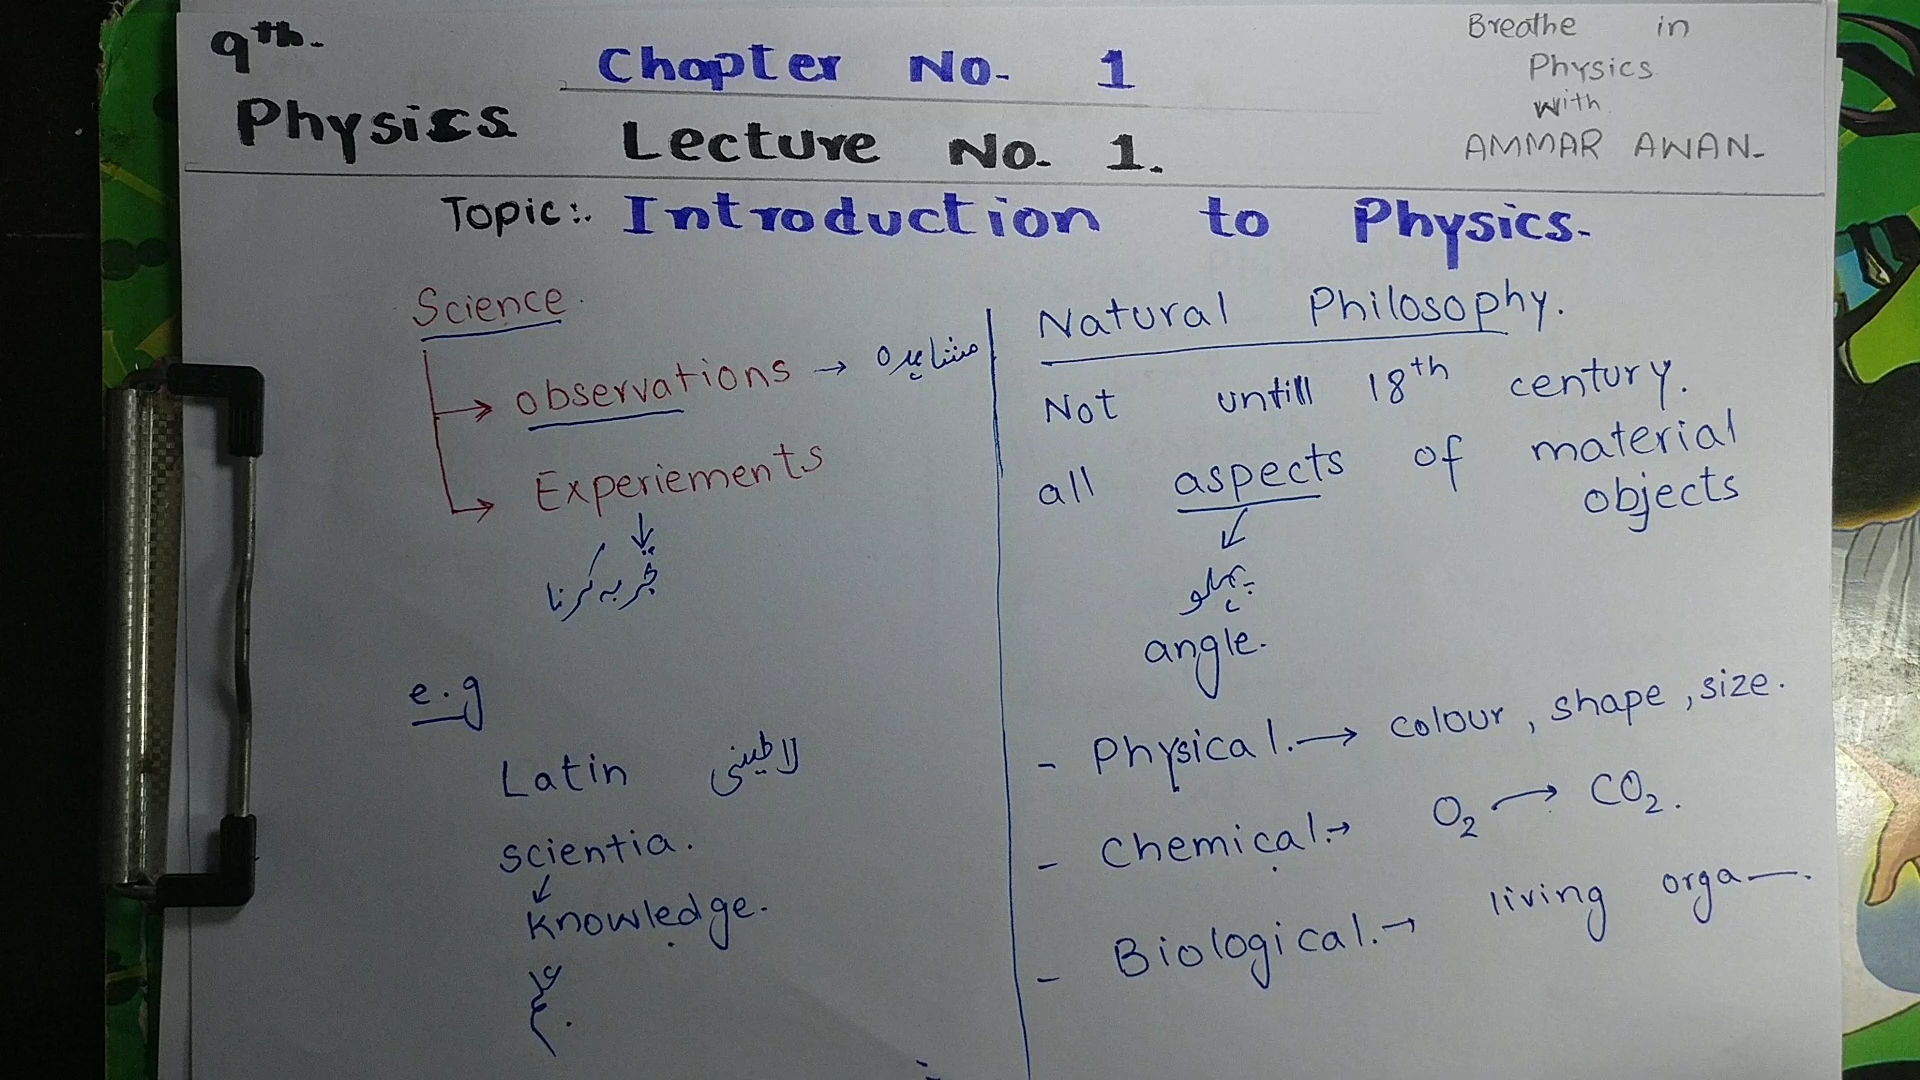 9th.
Physics
Chapter No. 1
Lecture No. 1.
Breathe in
Physics
with
AMMAR AWAN.
Topic:. Introduction to Physics.
Science.
observations → مشاہدہ
Experiements
تجربہ کرنا
e.g
Latin لاطینی
scientia.
knowledge.
علم
Natural Philosophy.
Not untill 18th century.
all aspects of material
objects
پہلو
angle.
- Physical. → colour, shape, size.
- Chemical. → O₂ → CO₂.
- Biological. → living orga—.